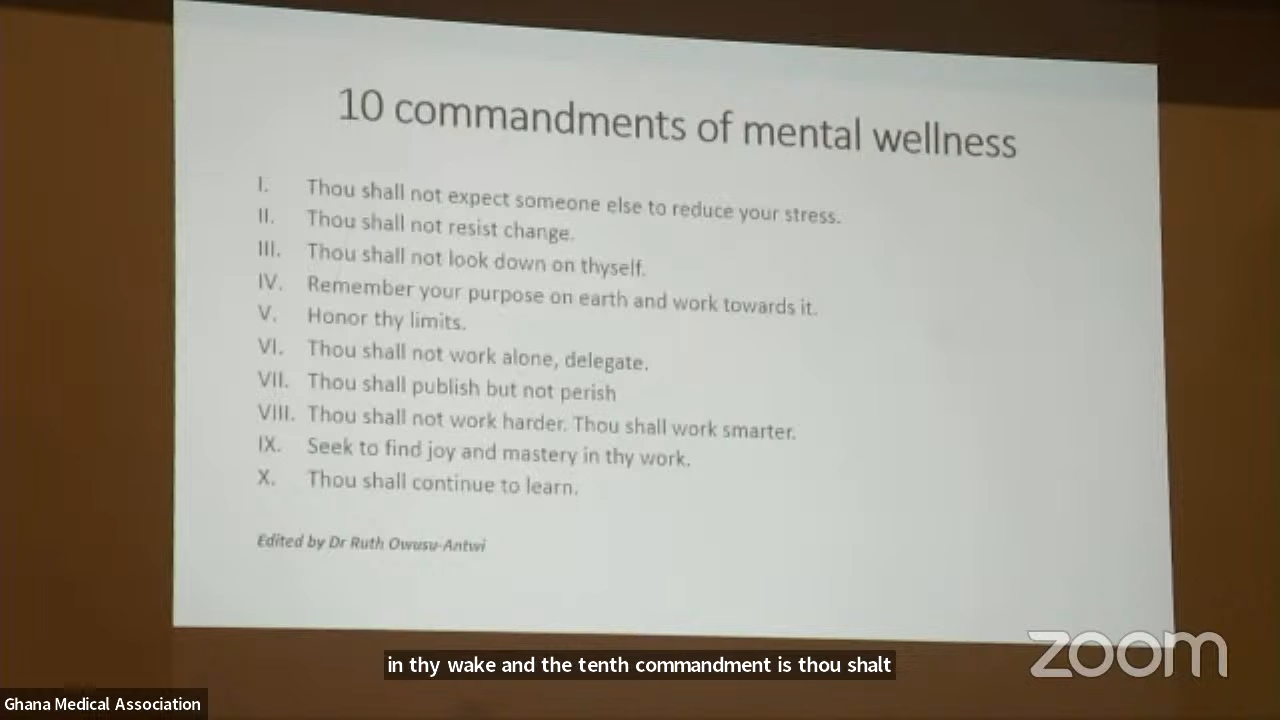 10 commandments of mental wellness
I. Thou shall not expect someone else to reduce your stress.
II. Thou shall not resist change.
III. Thou shall not look down on thyself.
IV. Remember your purpose on earth and work towards it.
V. Honor thy limits.
VI. Thou shall not work alone, delegate.
VII. Thou shall publish but not perish
VIII. Thou shall not work harder. Thou shall work smarter.
IX. Seek to find joy and mastery in thy work.
X. Thou shall continue to learn.
Edited by Dr Ruth Owusu-Antwi
zoom
in thy wake and the tenth commandment is thou shalt
Ghana Medical Association